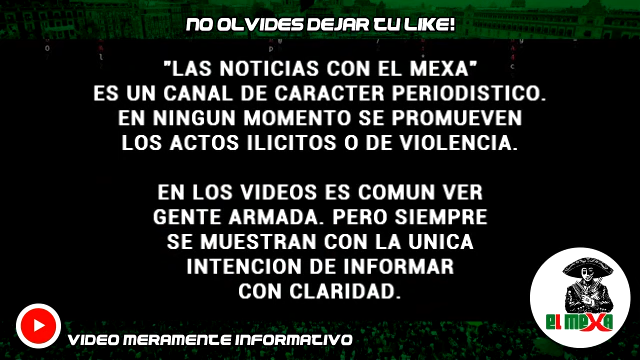 NO OLVIDES DEJAR TU LIKE!
"LAS NOTICIAS CON EL MEXA"
ES UN CANAL DE CARACTER PERIODISTICO.
EN NINGUN MOMENTO SE PROMUEVEN
LOS ACTOS ILICITOS O DE VIOLENCIA.
EN LOS VIDEOS ES COMUN VER
GENTE ARMADA. PERO SIEMPRE
SE MUESTRAN CON LA UNICA
INTENCION DE INFORMAR
CON CLARIDAD.
EL MEXA
VIDEO MERAMENTE INFORMATIVO